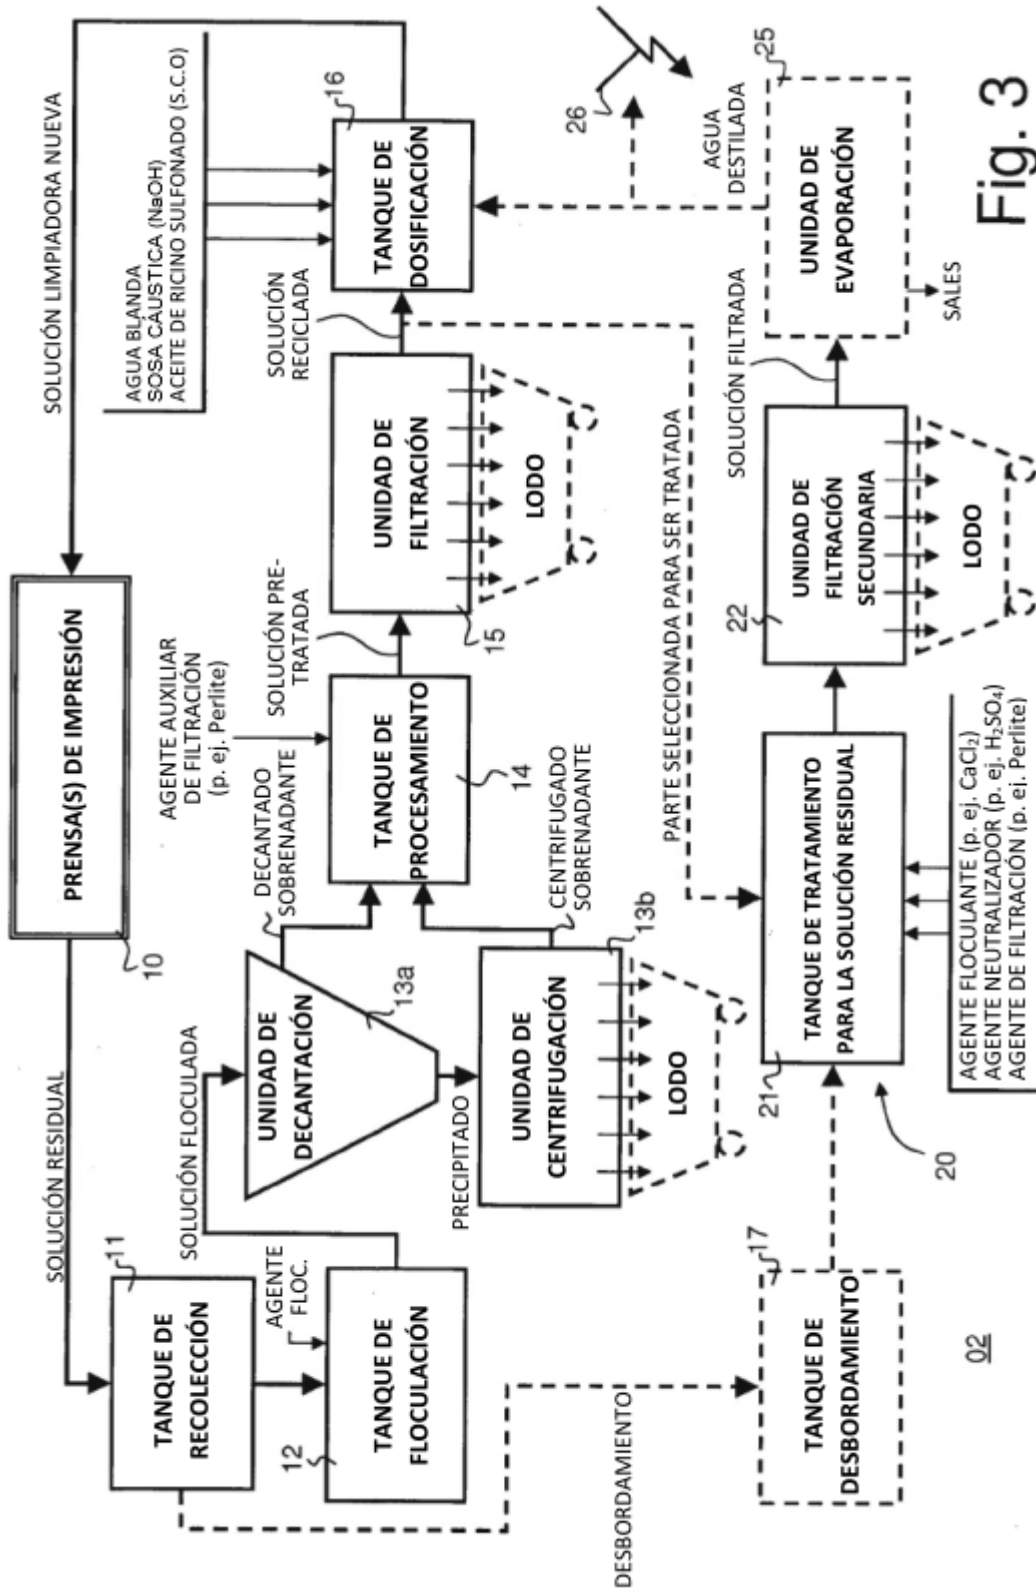 SOLUCIÓN LIMPIADORA NUEVA
AGUA BLANDA
SOSA CÁUSTICA (NaOH)
ACEITE DE RICINO SULFONADO (S.C.O)
PRENSA(S) DE IMPRESIÓN
10
SOLUCIÓN RESIDUAL
TANQUE DE
RECOLECCIÓN
11
AGENTE
FLOC.
TANQUE DE
FLOCULACIÓN
12
SOLUCIÓN FLOCULADA
UNIDAD DE
DECANTACIÓN
13a
DECANTADO
SOBRENADANTE
PRECIPITADO
UNIDAD DE
CENTRIFUGACIÓN
13b
LODO
CENTRIFUGADO
SOBRENADANTE
AGENTE AUXILIAR
DE FILTRACIÓN
(p. ej. Perlite)
TANQUE DE
PROCESAMIENTO
14
SOLUCIÓN PRE-
TRATADA
UNIDAD DE
FILTRACIÓN
15
LODO
SOLUCIÓN
RECICLADA
TANQUE DE
DOSIFICACIÓN
16
26
AGUA
DESTILADA
PARTE SELECCIONADA PARA SER TRATADA
DESBORDAMIENTO
TANQUE DE
DESBORDAMIENTO
17
TANQUE DE TRATAMIENTO
PARA LA SOLUCIÓN RESIDUAL
21
20
AGENTE FLOCULANTE (p. ej. CaCl₂)
AGENTE NEUTRALIZADOR (p. ej. H₂SO₄)
AGENTE DE FILTRACIÓN (p. ej. Perlite)
UNIDAD DE
FILTRACIÓN
SECUNDARIA
22
LODO
SOLUCIÓN FILTRADA
UNIDAD DE
EVAPORACIÓN
25
SALES
02
Fig. 3